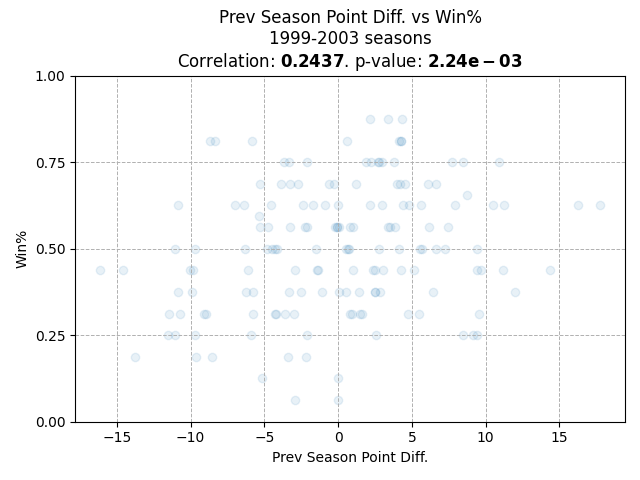 Prev Season Point Diff. vs Win%
1999-2003 seasons
Correlation: 0.2437. p-value: 2.24e − 03
1.00
0.75
0.50
0.25
0.00
Win%
−15
−10
−5
0
5
10
15
Prev Season Point Diff.